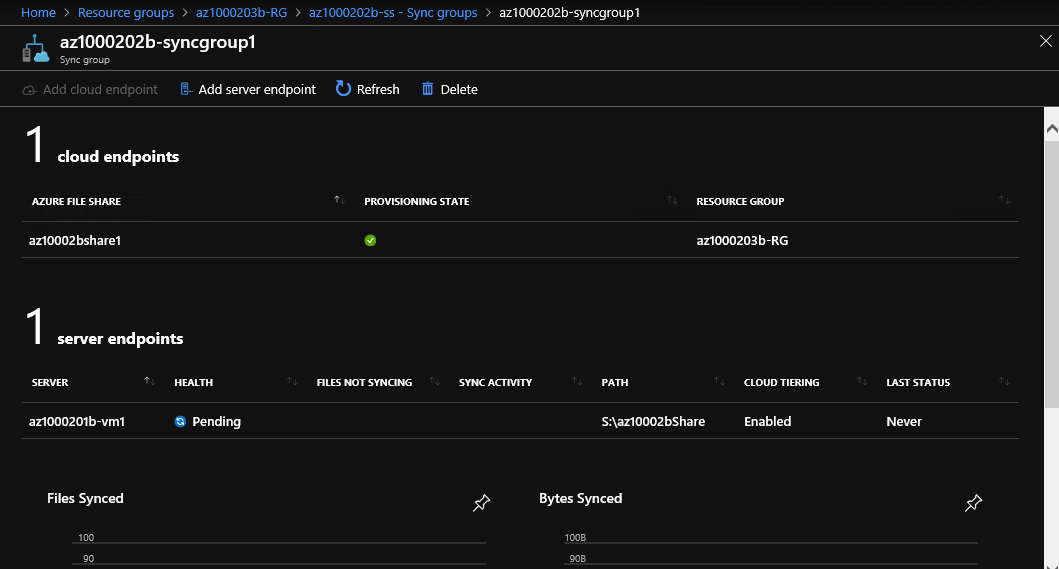 Home > Resource groups > az1000203b-RG > az1000202b-ss - Sync groups > az1000202b-syncgroup1
az1000202b-syncgroup1
Sync group
Add cloud endpoint Add server endpoint Refresh Delete
1 cloud endpoints
AZURE FILE SHARE PROVISIONING STATE RESOURCE GROUP
az10002bshare1 az1000203b-RG
1 server endpoints
SERVER HEALTH FILES NOT SYNCING SYNC ACTIVITY PATH CLOUD TIERING LAST STATUS
az1000201b-vm1 Pending S:\az10002bShare Enabled Never
Files Synced Bytes Synced
100 100B
90 90B